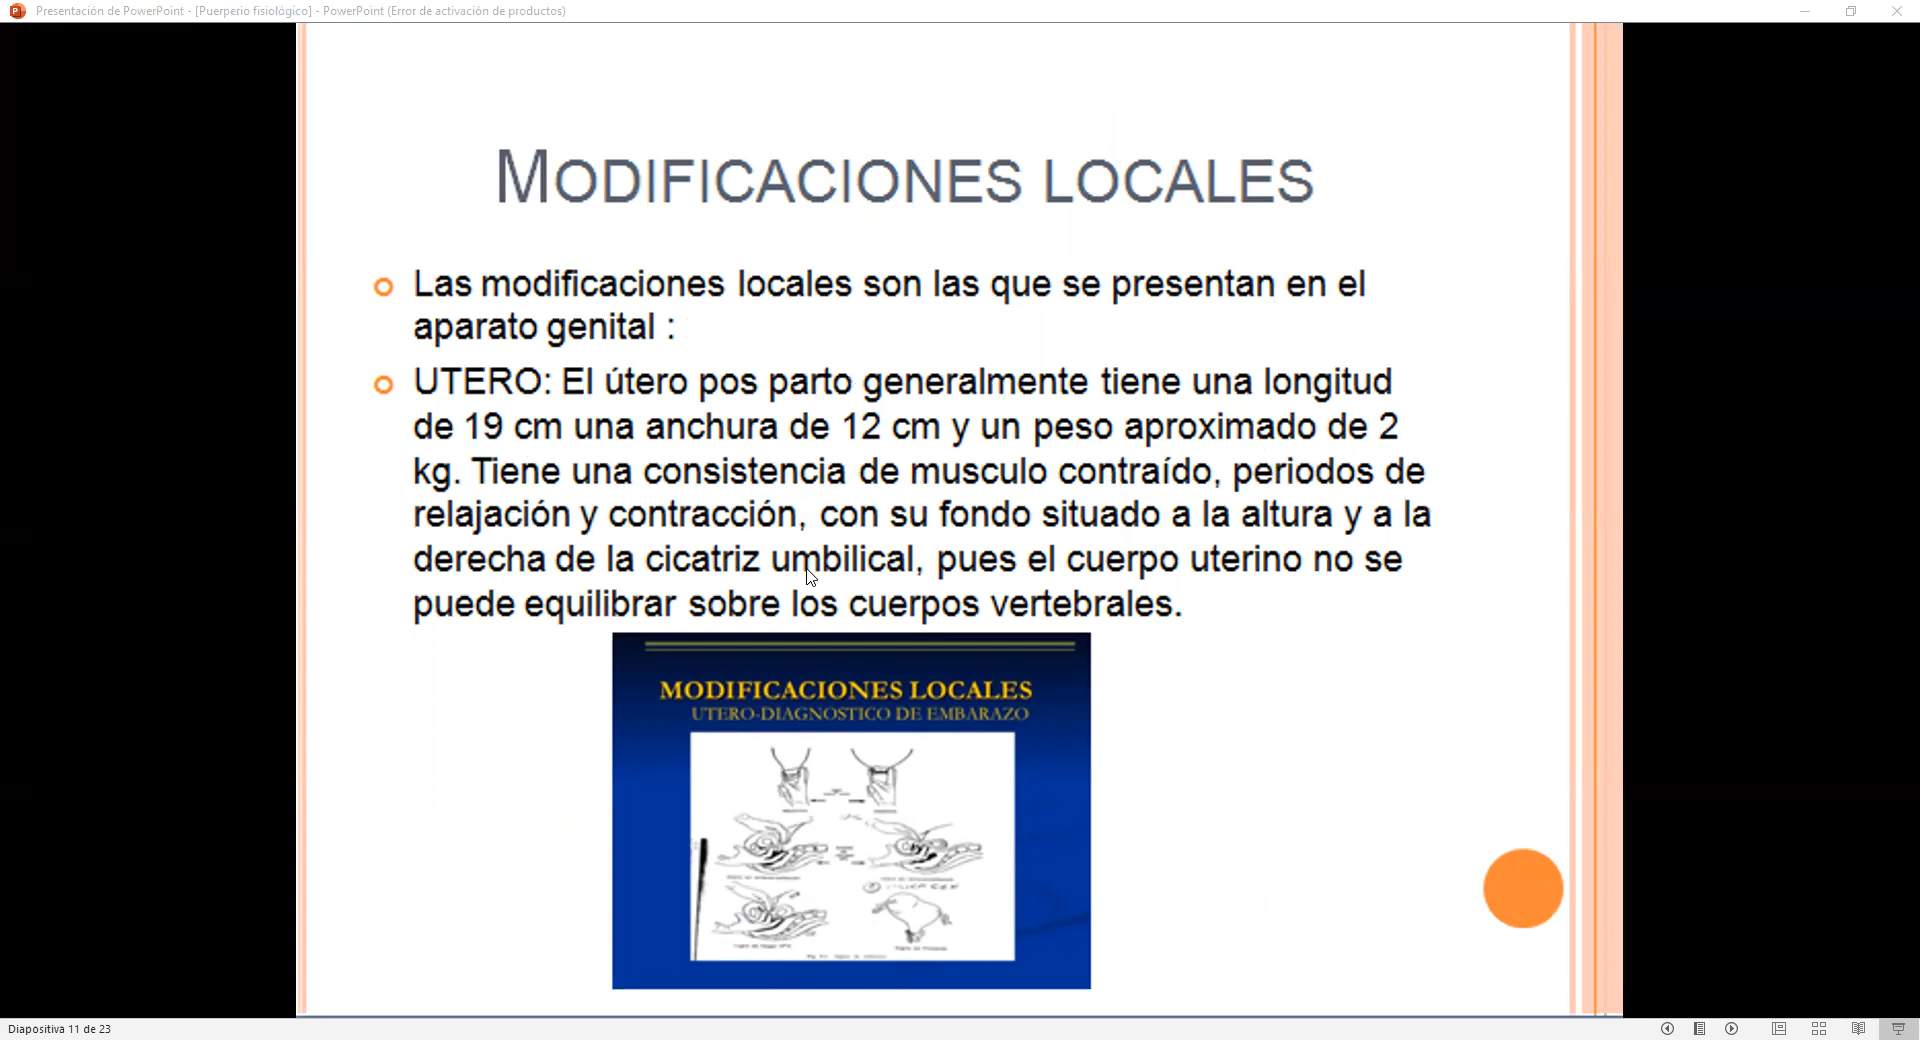 Presentación de PowerPoint - [Puerperio fisiológico] - PowerPoint (Error de activación de productos)
MODIFICACIONES LOCALES
Las modificaciones locales son las que se presentan en el
aparato genital :
UTERO: El útero pos parto generalmente tiene una longitud
de 19 cm una anchura de 12 cm y un peso aproximado de 2
kg. Tiene una consistencia de musculo contraído, periodos de
relajación y contracción, con su fondo situado a la altura y a la
derecha de la cicatriz umbilical, pues el cuerpo uterino no se
puede equilibrar sobre los cuerpos vertebrales.
MODIFICACIONES LOCALES
UTERO-DIAGNOSTICO DE EMBARAZO
Diapositiva 11 de 23